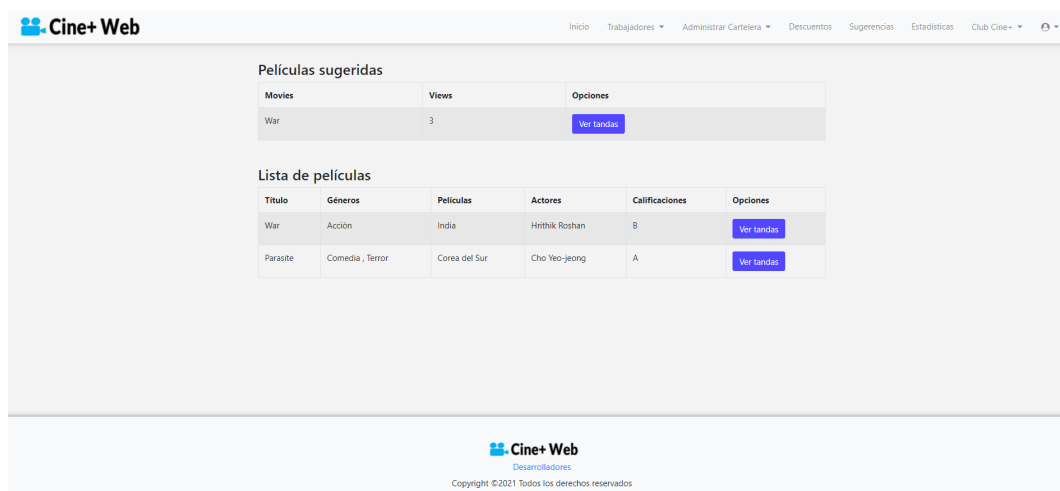 Cine+ Web
Inicio Trabajadores Administrar Cartelera Descuentos Sugerencias Estadísticas Club Cine+
Películas sugeridas
Movies Views Opciones
War 3 Ver tandas
Lista de películas
Título Géneros Películas Actores Calificaciones Opciones
War Acción India Hrithik Roshan B Ver tandas
Parasite Comedia , Terror Corea del Sur Cho Yeo-jeong A Ver tandas
Cine+ Web
Desarrolladores
Copyright ©2021 Todos los derechos reservados